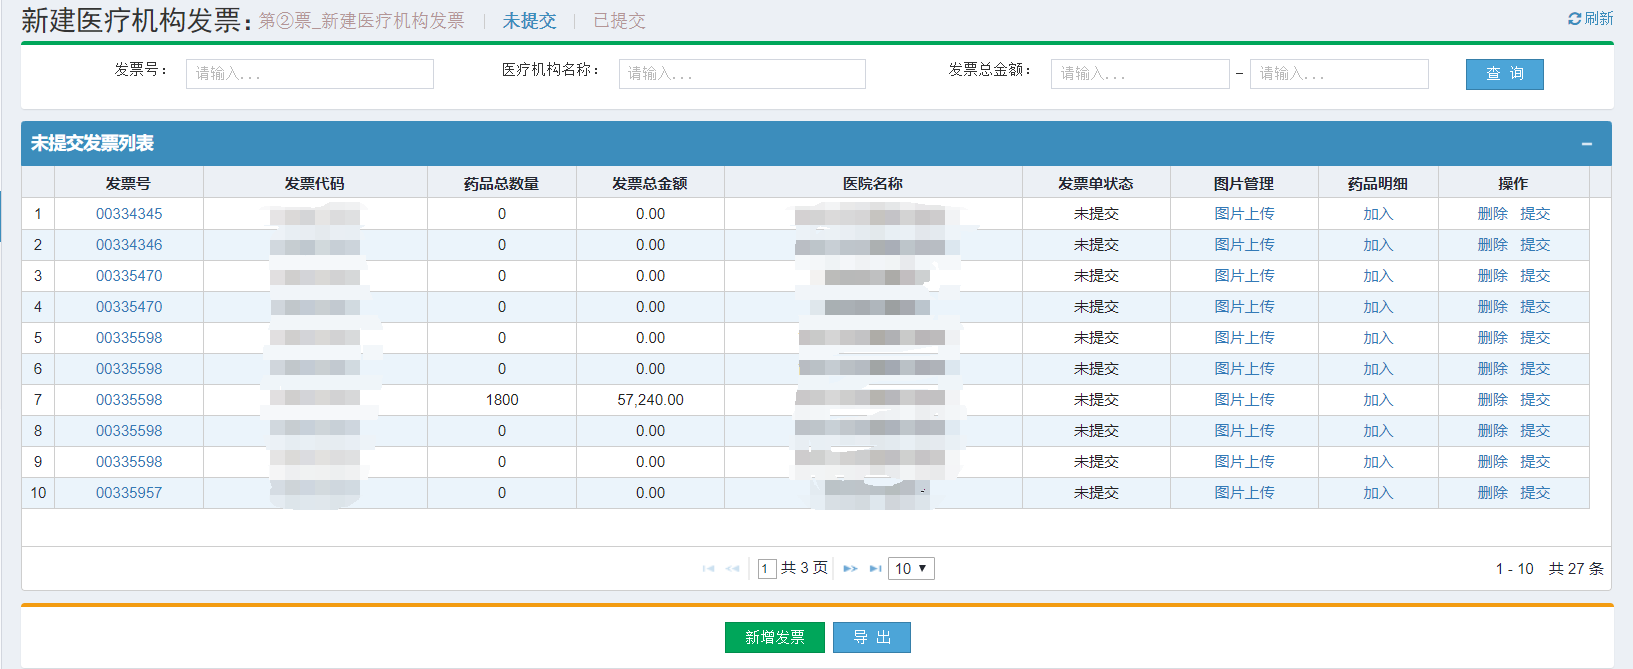 新建医疗机构发票: 第②票_新建医疗机构发票 | 未提交 | 已提交 刷新
发票号： 请输入... 医疗机构名称： 请输入... 发票总金额： 请输入... - 请输入... 查 询
未提交发票列表
发票号 发票代码 药品总数量 发票总金额 医院名称 发票单状态 图片管理 药品明细 操作
1 00334345 0 0.00 未提交 图片上传 加入 删除 提交
2 00334346 0 0.00 未提交 图片上传 加入 删除 提交
3 00335470 0 0.00 未提交 图片上传 加入 删除 提交
4 00335470 0 0.00 未提交 图片上传 加入 删除 提交
5 00335598 0 0.00 未提交 图片上传 加入 删除 提交
6 00335598 0 0.00 未提交 图片上传 加入 删除 提交
7 00335598 1800 57,240.00 未提交 图片上传 加入 删除 提交
8 00335598 0 0.00 未提交 图片上传 加入 删除 提交
9 00335598 0 0.00 未提交 图片上传 加入 删除 提交
10 00335957 0 0.00 未提交 图片上传 加入 删除 提交
1 共 3 页 10 1 - 10 共 27 条
新增发票 导 出